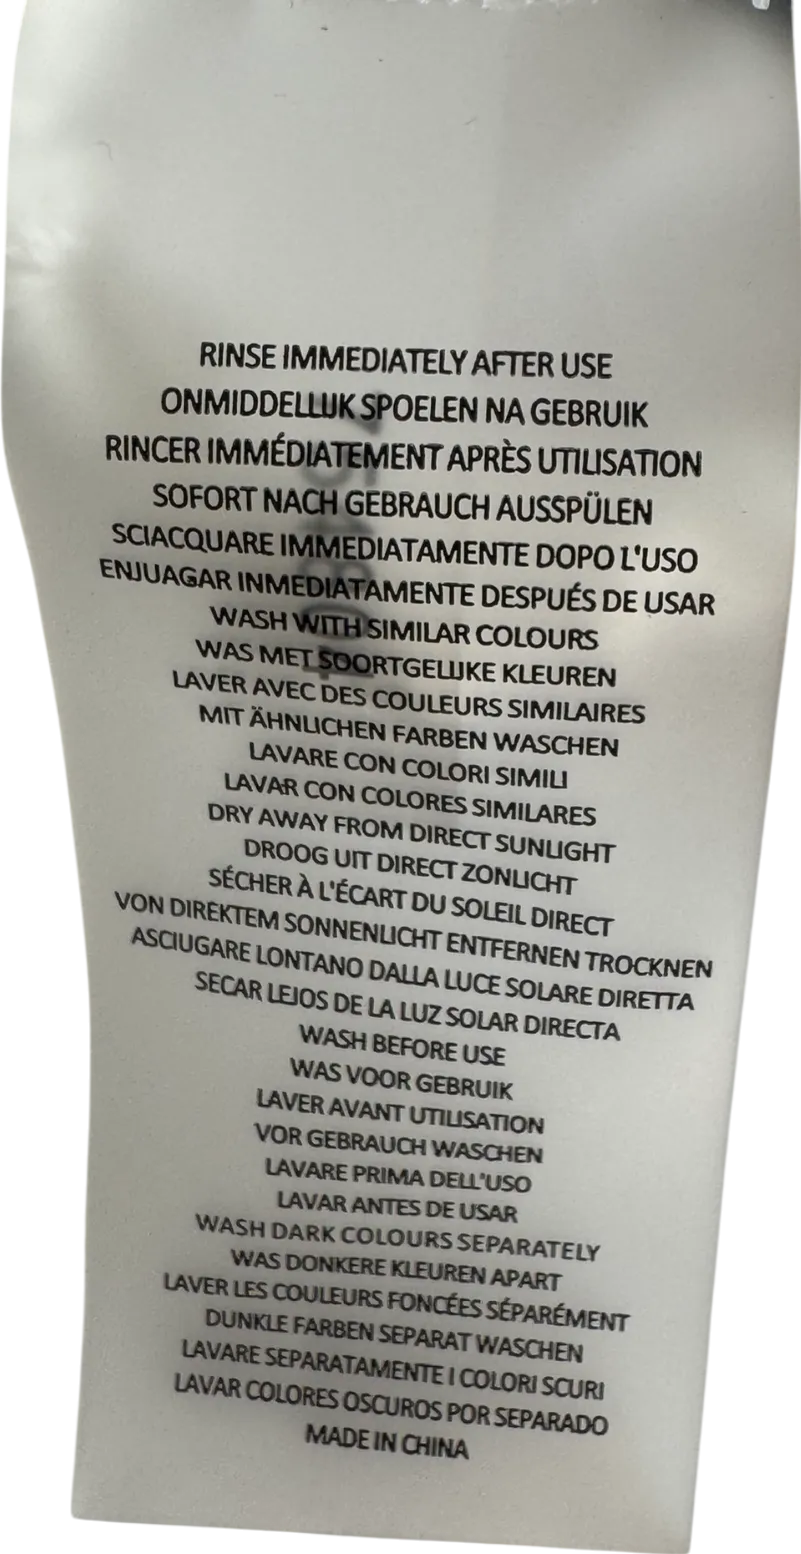 RINSE IMMEDIATELY AFTER USE
ONMIDDELLIJK SPOELEN NA GEBRUIK
RINCER IMMÉDIATEMENT APRÈS UTILISATION
SOFORT NACH GEBRAUCH AUSSPÜLEN
SCIACQUARE IMMEDIATAMENTE DOPO L'USO
ENJUAGAR INMEDIATAMENTE DESPUÉS DE USAR
WASH WITH SIMILAR COLOURS
WAS MET SOORTGELIJKE KLEUREN
LAVER AVEC DES COULEURS SIMILAIRES
MIT ÄHNLICHEN FARBEN WASCHEN
LAVARE CON COLORI SIMILI
LAVAR CON COLORES SIMILARES
DRY AWAY FROM DIRECT SUNLIGHT
DROOG UIT DIRECT ZONLICHT
SÉCHER À L'ÉCART DU SOLEIL DIRECT
VON DIREKTEM SONNENLICHT ENTFERNEN TROCKNEN
ASCIUGARE LONTANO DALLA LUCE SOLARE DIRETTA
SECAR LEJOS DE LA LUZ SOLAR DIRECTA
WASH BEFORE USE
WAS VOOR GEBRUIK
LAVER AVANT UTILISATION
VOR GEBRAUCH WASCHEN
LAVARE PRIMA DELL'USO
LAVAR ANTES DE USAR
WASH DARK COLOURS SEPARATELY
WAS DONKERE KLEUREN APART
LAVER LES COULEURS FONCÉES SÉPARÉMENT
DUNKLE FARBEN SEPARAT WASCHEN
LAVARE SEPARATAMENTE I COLORI SCURI
LAVAR COLORES OSCUROS POR SEPARADO
MADE IN CHINA